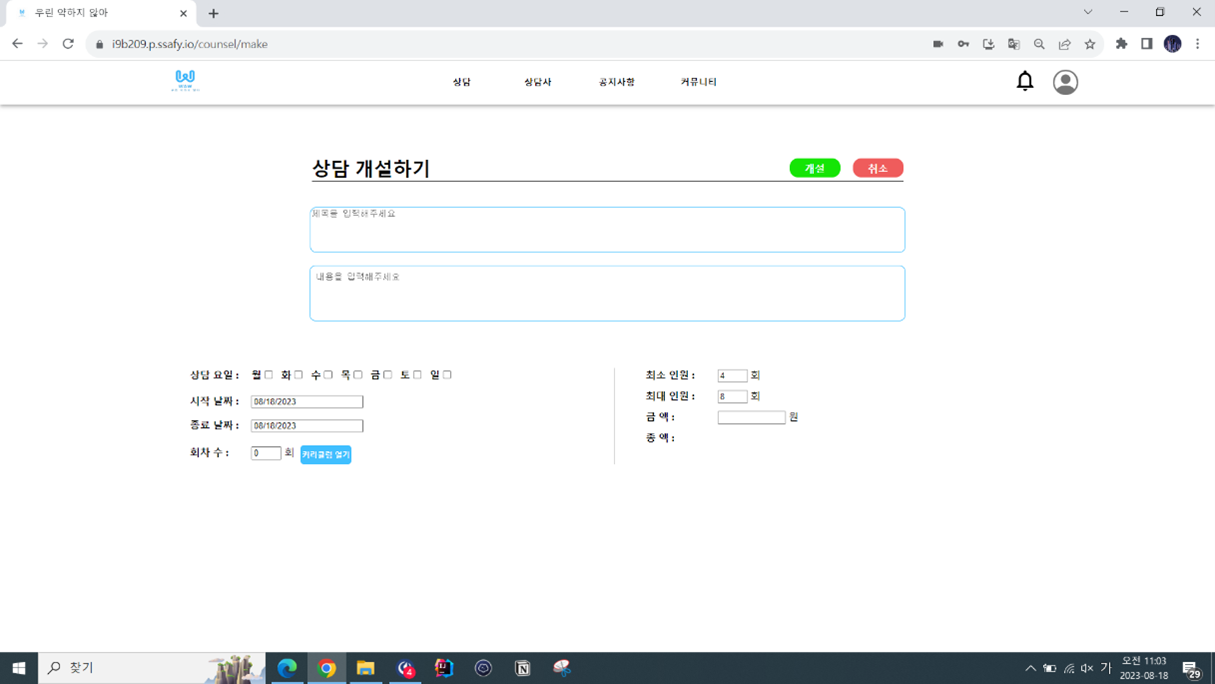 우린 약하지 않아
i9b209.p.ssafy.io/counsel/make
상담 상담사 공지사항 커뮤니티
상담 개설하기 개설 취소
제목을 입력해주세요
내용을 입력해주세요
상담 요일 : 월 화 수 목 금 토 일
시작 날짜 : 08/18/2023
종료 날짜 : 08/18/2023
회차 수 : 0 회 커리큘럼 열기
최소 인원 : 4 회
최대 인원 : 8 회
금 액 : 원
총 액 :
찾기
4
가
오전 11:03
2023-08-18
29